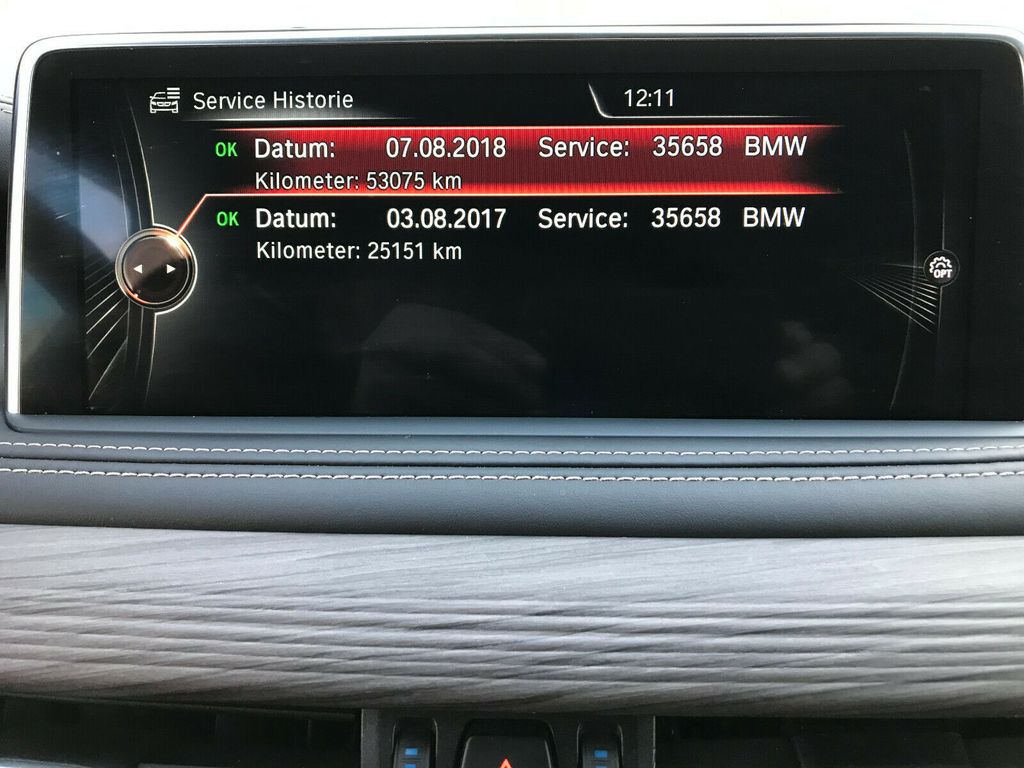 Service Historie 12:11
OK Datum: 07.08.2018 Service: 35658 BMW
Kilometer: 53075 km
OK Datum: 03.08.2017 Service: 35658 BMW
Kilometer: 25151 km
OPT